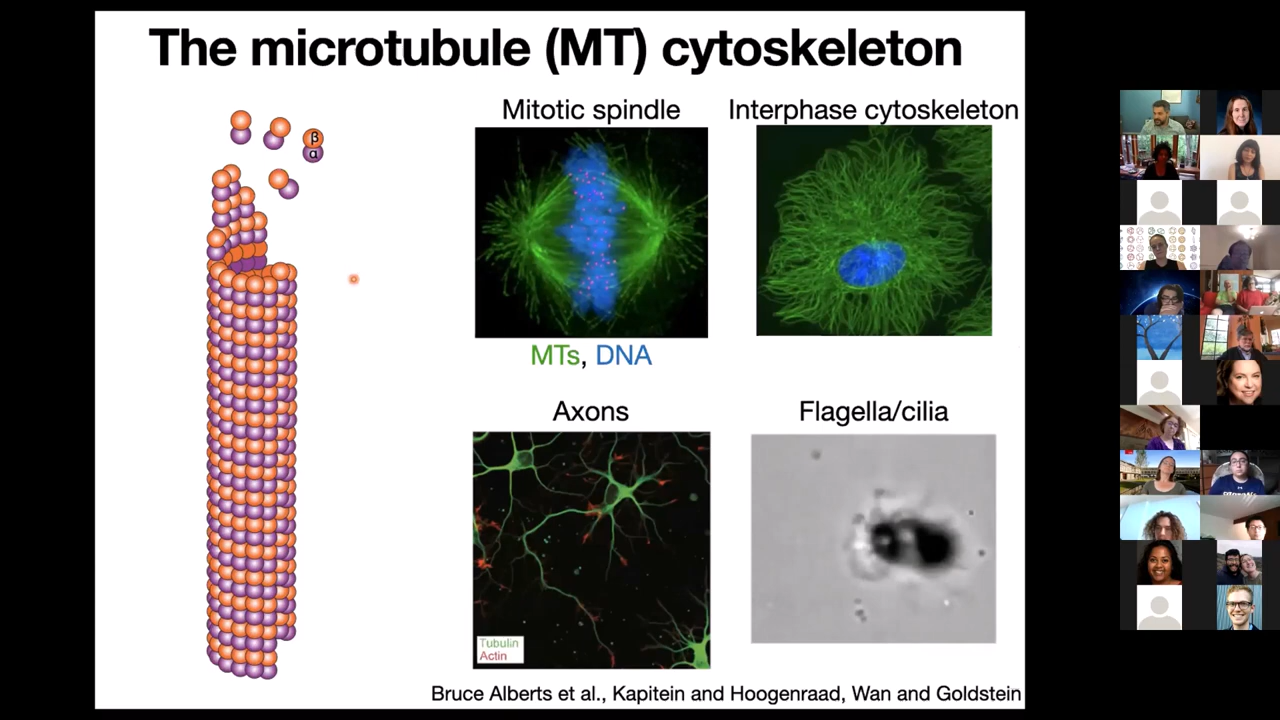 The microtubule (MT) cytoskeleton
Mitotic spindle
Interphase cytoskeleton
β
α
MTs, DNA
Axons
Flagella/cilia
Tubulin
Actin
Bruce Alberts et al., Kapitein and Hoogenraad, Wan and Goldstein